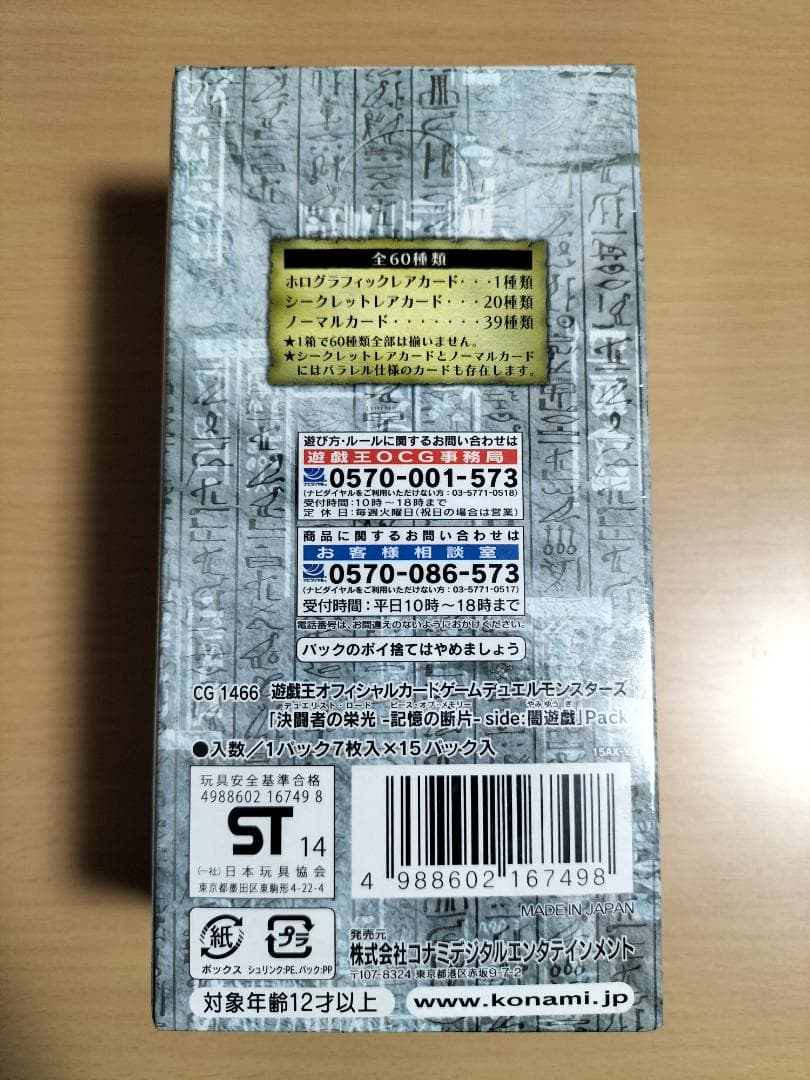 全60種類
ホログラフィックレアカード・・・1種類
シークレットレアカード・・20種類
ノーマルカード・・・・・・・39種類
★1箱で60種類全部は揃いません。
★シークレットレアカードとノーマルカード
にはパラレル仕様のカードも存在します。
遊び方・ルールに関するお問い合わせは
遊戯王OCG事務局
0570-001-573
(ナビダイヤルをご利用いただけない方:03-5771-0518)
受付時間:10時〜18時まで
定休日:毎週火曜日(祝日の場合は営業)
商品に関するお問い合わせは
お客様相談室
0570-086-573
(ナビダイヤルをご利用いただけない方:03-5771-0517)
受付時間:平日10時〜18時まで
電話番号は、お間違えのないようにおかけください。
パックのポイ捨てはやめましょう
CG 1466 遊戯王オフィシャルカードゲームデュエルモンスターズ
デュエリスト・ロード ピース・オブ・メモリー やみゆうぎ
「決闘者の栄光 -記憶の断片- side:闇遊戯」Pack
●入数/1パック7枚入×15パック入
15AX-Y
玩具安全基準合格
4988602 16749 8
ST 14
(一社)日本玩具協会
東京都墨田区東駒形4-22-4
4 988602 167498
MADE IN JAPAN
紙
ボックス
プラ
シュリンク:PE、パック:PP
発売元
株式会社コナミデジタルエンタテインメント
〒107-8324 東京都港区赤坂9-7-2
対象年齢12才以上
www.konami.jp